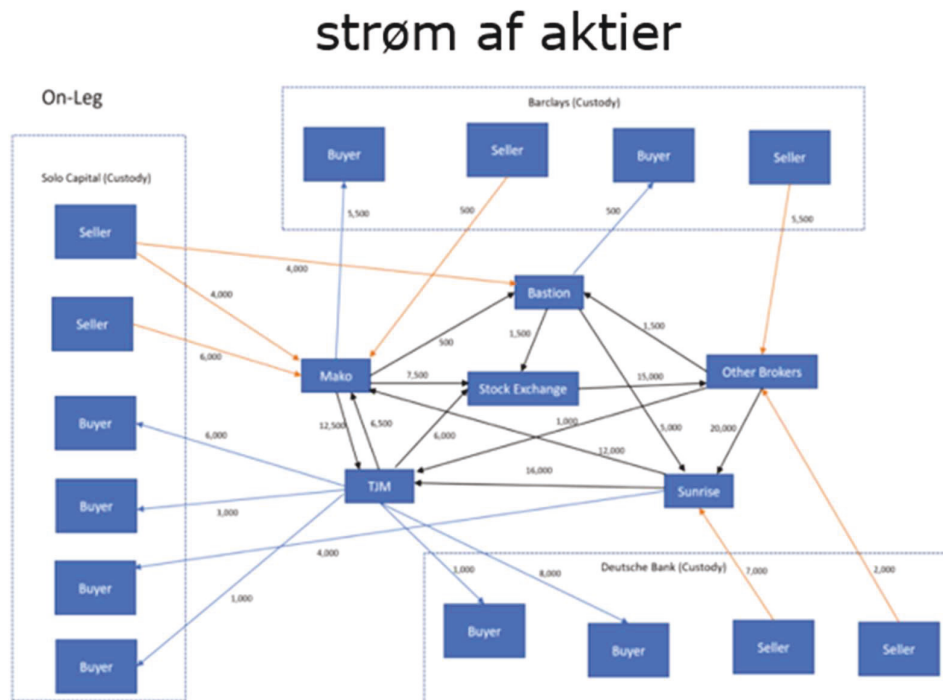 strøm af aktier
On-Leg
Barclays (Custody)
Buyer
Seller
Buyer
Seller
Solo Capital (Custody)
Seller
5,500
500
500
5,500
4,000
Bastion
4,000
Seller
1,500
1,500
500
6,000
Mako
7,500
Stock Exchange
15,000
Other Brokers
Buyer
12,500
6,500
6,000
1,000
5,000
20,000
6,000
12,000
16,000
TJM
Sunrise
Buyer
3,000
4,000
Buyer
1,000
8,000
Deutsche Bank (Custody)
7,000
2,000
1,000
Buyer
Buyer
Buyer
Seller
Seller